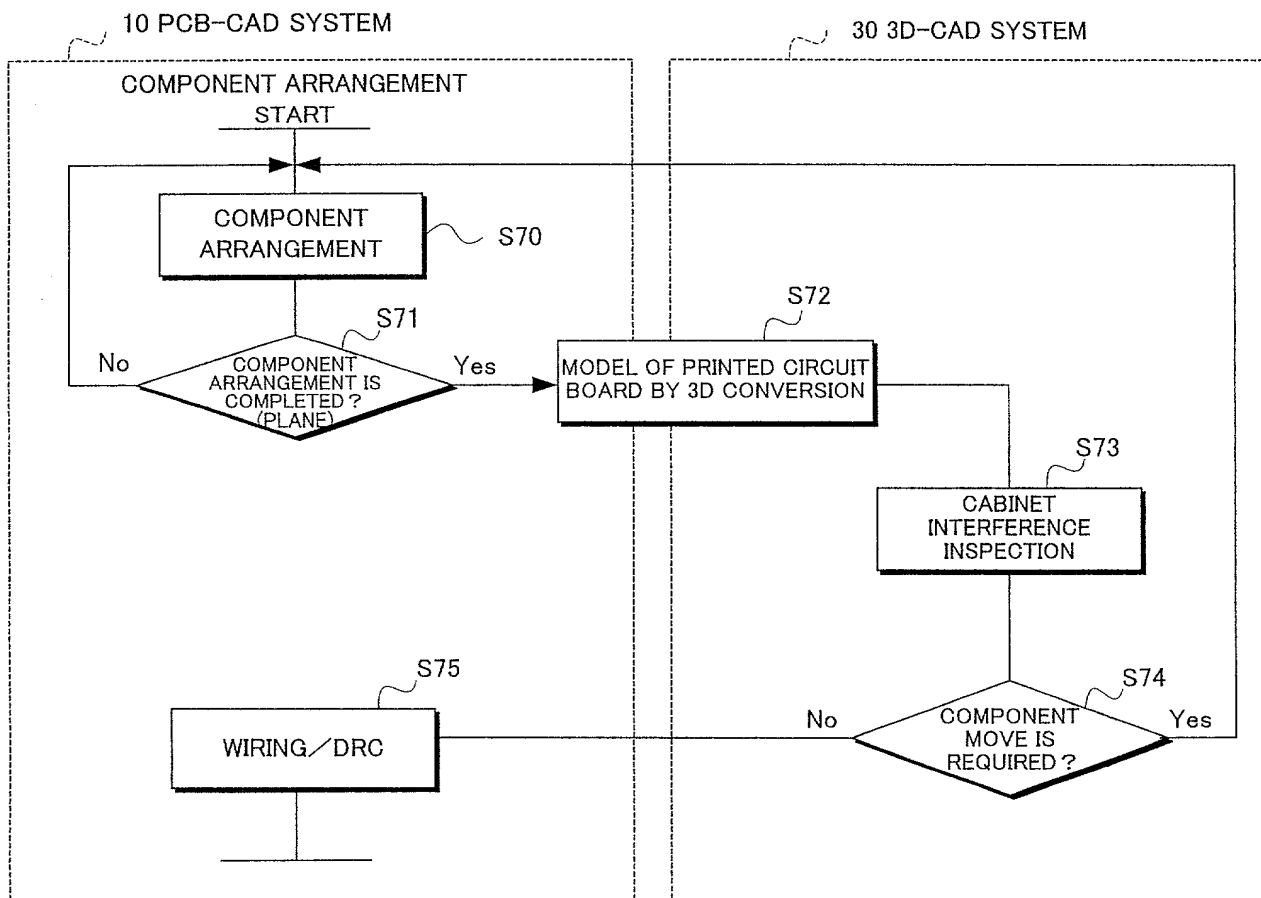 10 PCB-CAD SYSTEM
30 3D-CAD SYSTEM
COMPONENT ARRANGEMENT
START
COMPONENT
ARRANGEMENT
S70
S71
No
COMPONENT
ARRANGEMENT IS
COMPLETED?
(PLANE)
Yes
S72
MODEL OF PRINTED CIRCUIT
BOARD BY 3D CONVERSION
S73
CABINET
INTERFERENCE
INSPECTION
S74
No
COMPONENT
MOVE IS
REQUIRED?
Yes
S75
WIRING/DRC